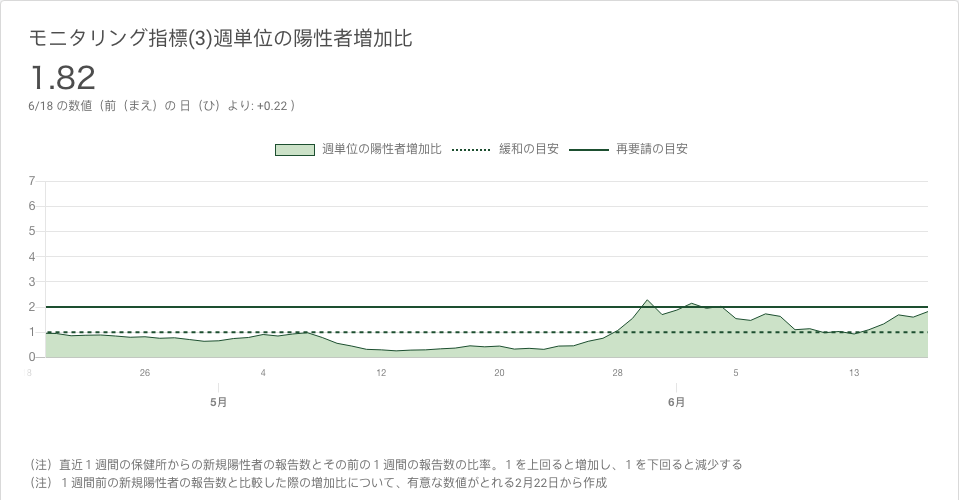 モニタリング指標(3)週単位の陽性者増加比
1.82
6/18 の数値（前（まえ）の 日（ひ）より: +0.22 ）
週単位の陽性者増加比 緩和の目安 再要請の目安
7
6
5
4
3
2
1
0
26 4 12 20 28 5 13
5月 6月
（注）直近１週間の保健所からの新規陽性者の報告数とその前の１週間の報告数の比率。１を上回ると増加し、１を下回ると減少する
（注）１週間前の新規陽性者の報告数と比較した際の増加比について、有意な数値がとれる2月22日から作成